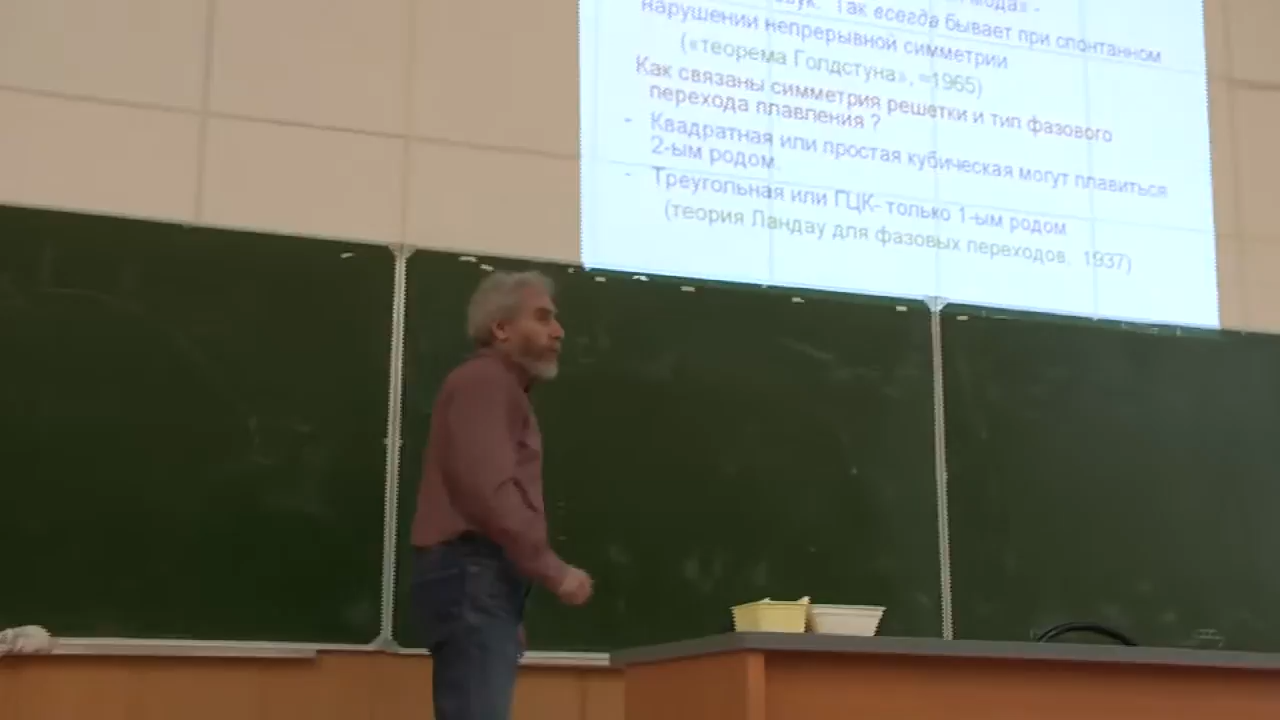 мода» -
звук. Так всегда бывает при спонтанном
нарушении непрерывной симметрии
(«теорема Голдстуна», ≈1965)
Как связаны симметрия решетки и тип фазового
перехода плавления ?
- Квадратная или простая кубическая могут плавиться
2-ым родом.
- Треугольная или ГЦК- только 1-ым родом
(теория Ландау для фазовых переходов, 1937)